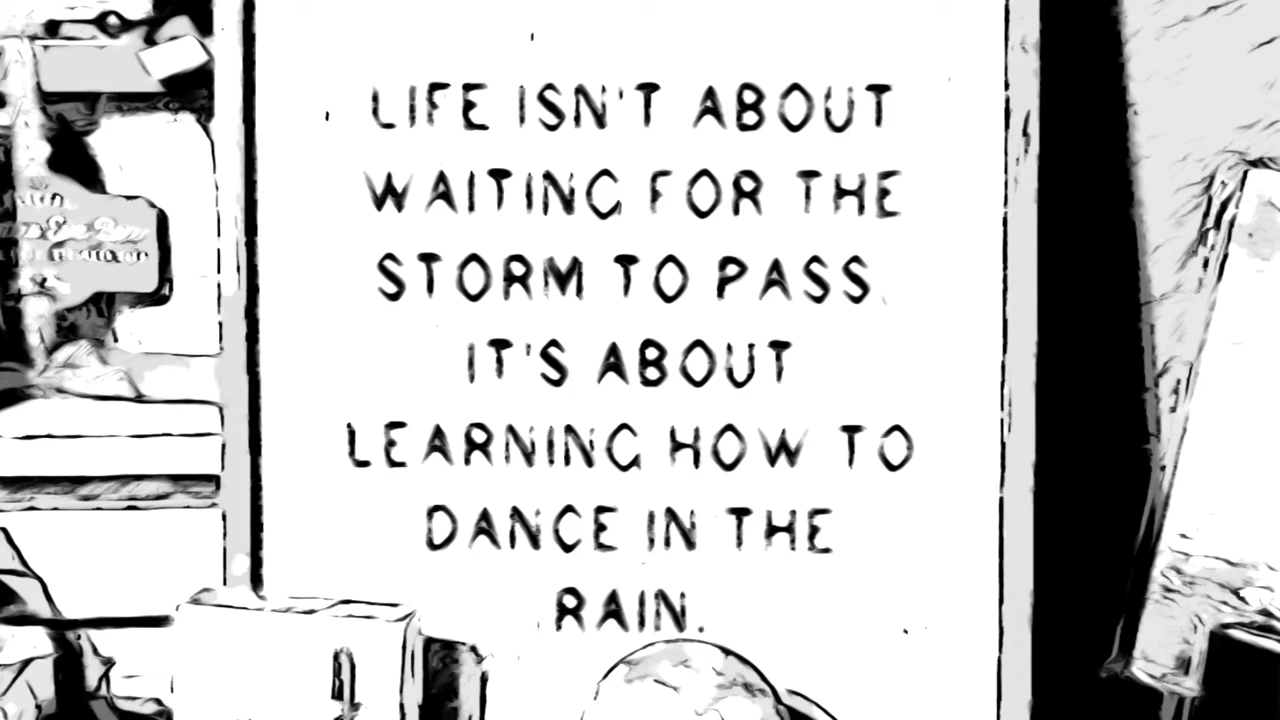 LIFE ISN'T ABOUT
WAITING FOR THE
STORM TO PASS.
IT'S ABOUT
LEARNING HOW TO
DANCE IN THE
RAIN.